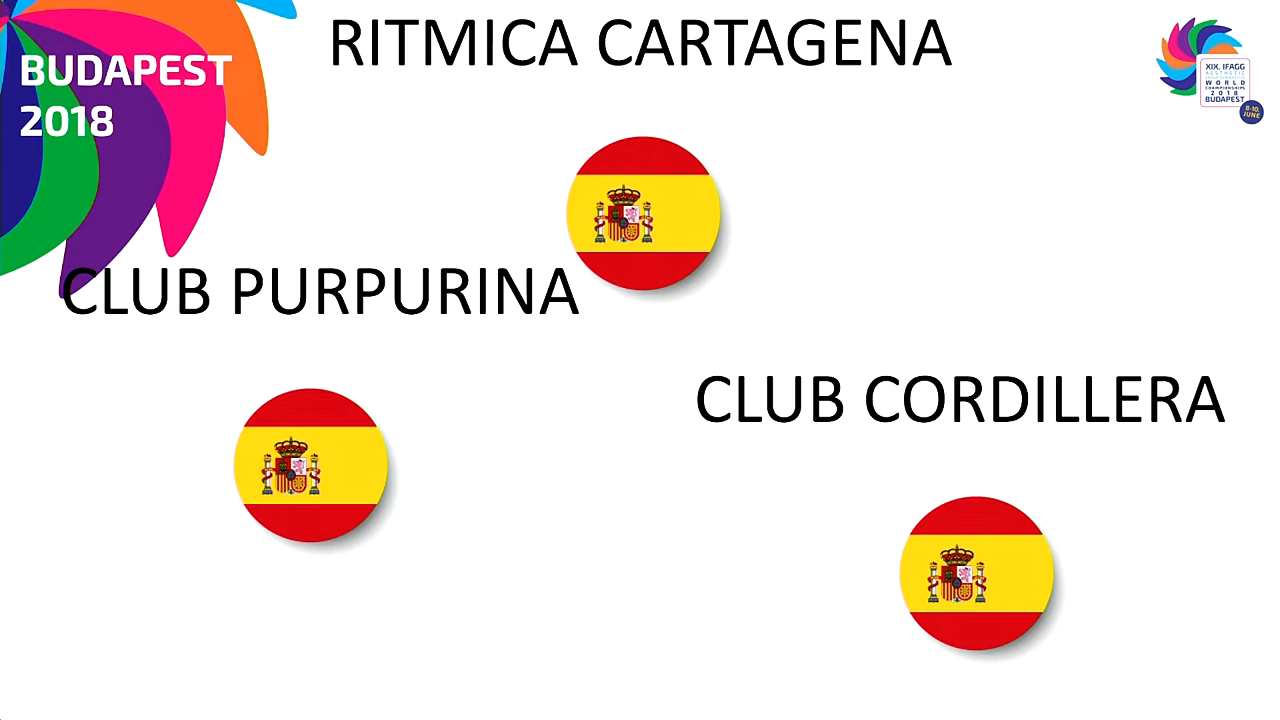 RITMICA CARTAGENA
BUDAPEST
2018
XIX. IFAGG
AESTHETIC
WORLD
CHAMPIONSHIPS
2018
BUDAPEST
8-10.
JUNE
CLUB PURPURINA
CLUB CORDILLERA